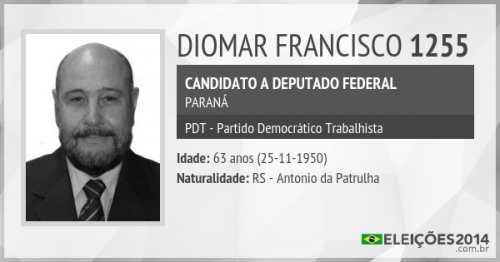 DIOMAR FRANCISCO 1255
CANDIDATO A DEPUTADO FEDERAL
PARANÁ
PDT - Partido Democrático Trabalhista
Idade: 63 anos (25-11-1950)
Naturalidade: RS - Antonio da Patrulha
ELEIÇÕES2014
.com.br